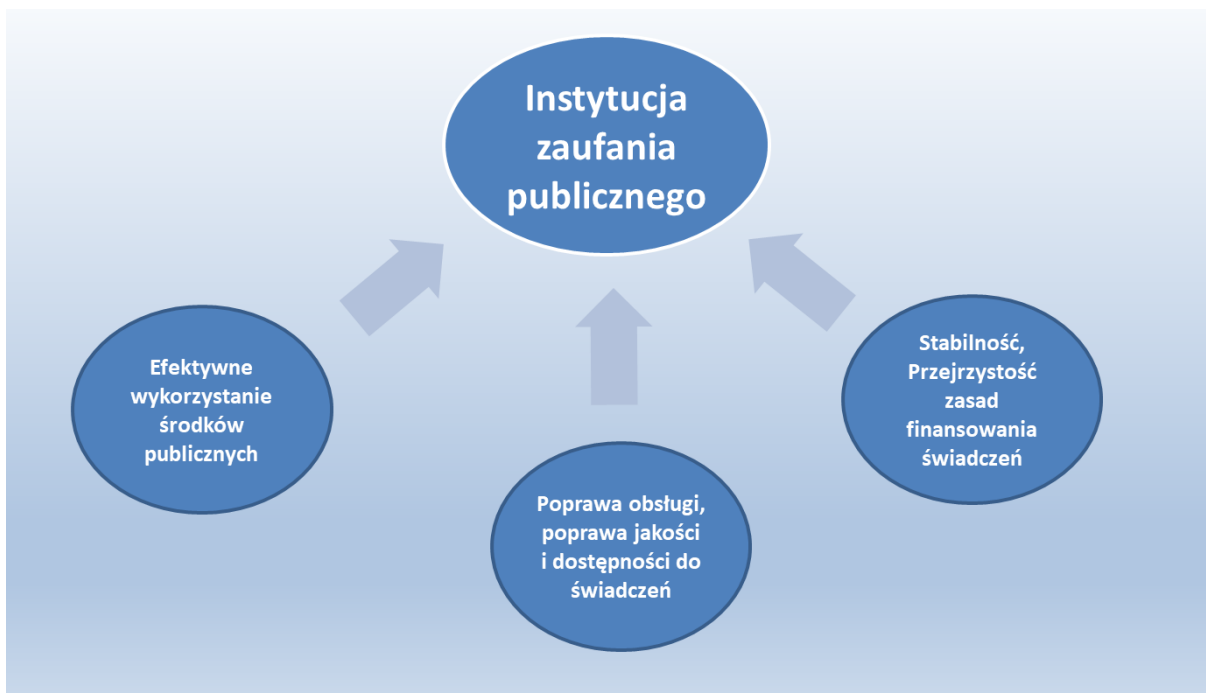 Instytucja
zaufania
publicznego
Efektywne
wykorzystanie
środków
publicznych
Poprawa obsługi,
poprawa jakości
i dostępności do
świadczeń
Stabilność,
Przejrzystość
zasad
finansowania
świadczeń